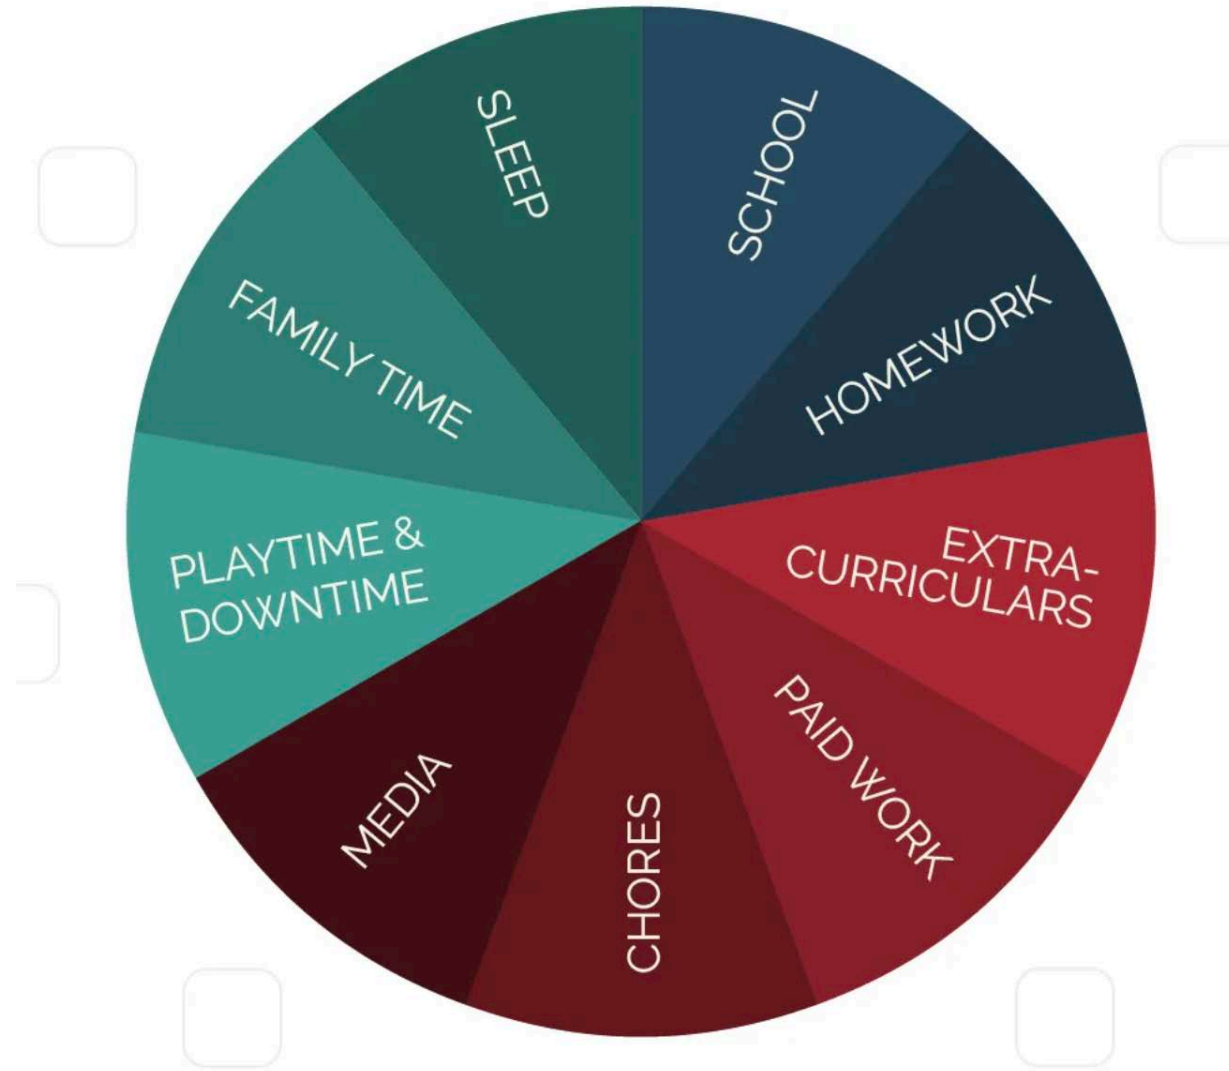 SCHOOL
HOMEWORK
EXTRA-
CURRICULARS
PAID WORK
CHORES
MEDIA
PLAYTIME &
DOWNTIME
FAMILY TIME
SLEEP